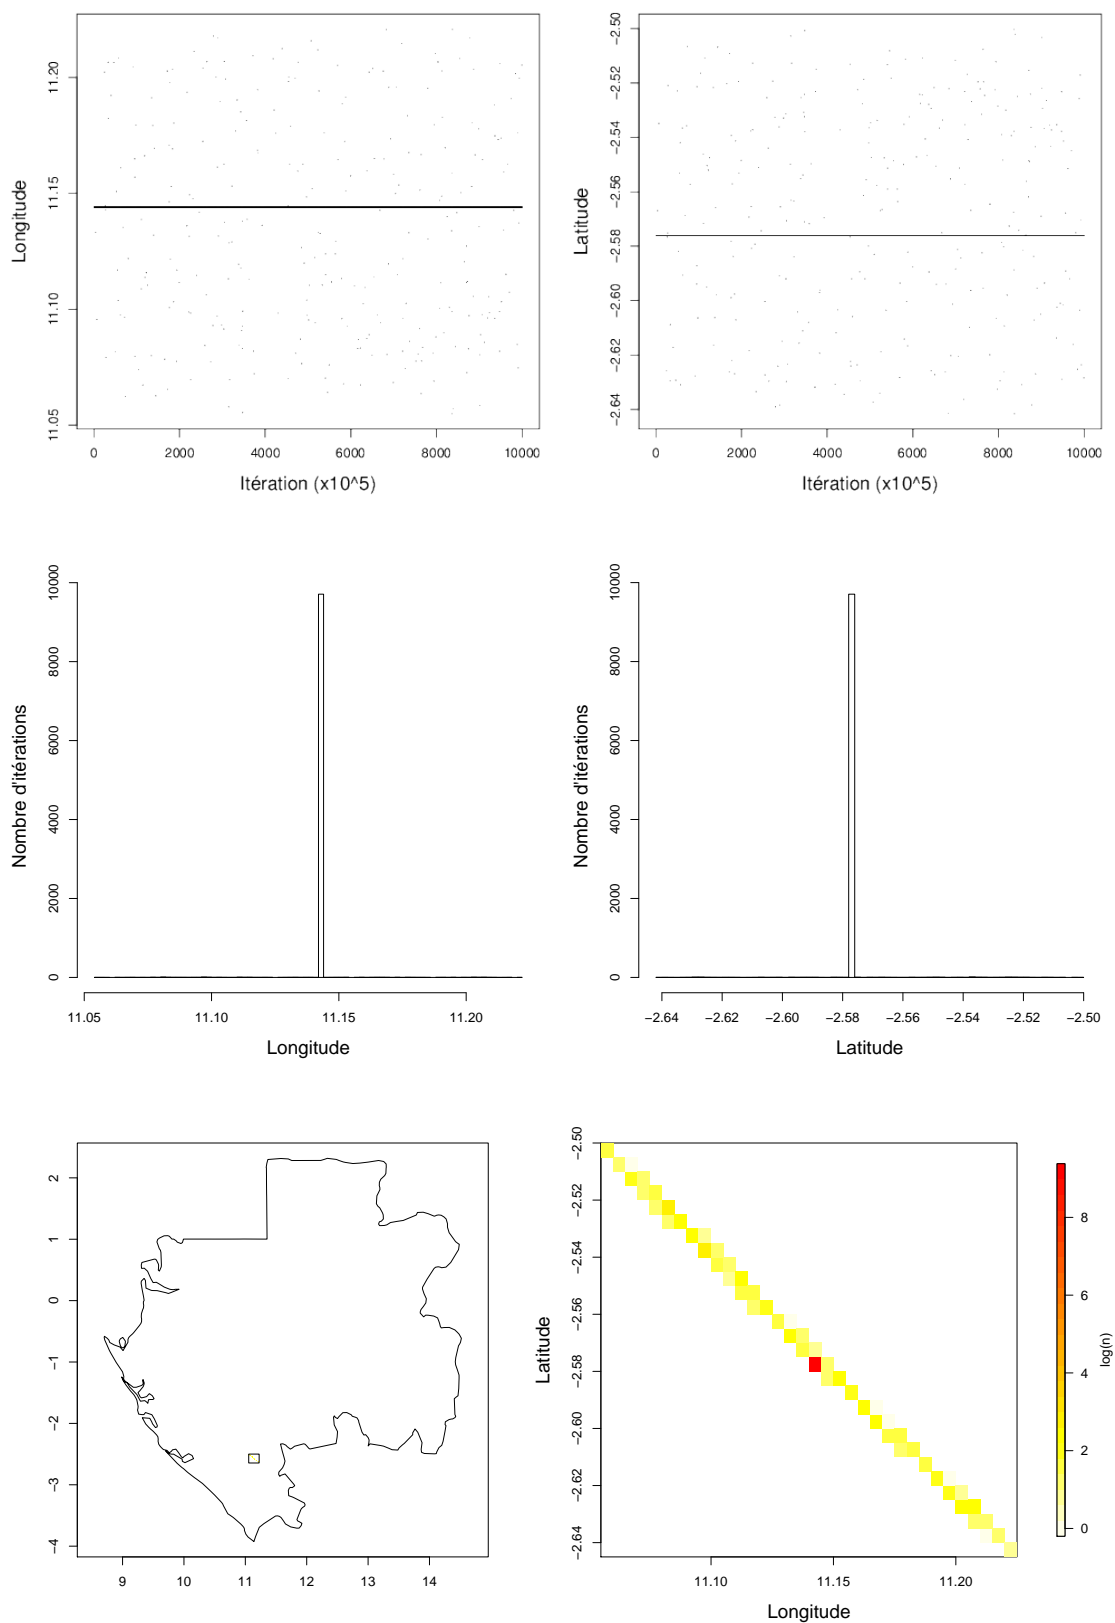 Longitude
11.05 11.10 11.15 11.20
0 2000 4000 6000 8000 10000
Itération (x10^5)
Latitude
−2.64 −2.62 −2.60 −2.58 −2.56 −2.54 −2.52 −2.50
0 2000 4000 6000 8000 10000
Itération (x10^5)
Nombre d'itérations
0 2000 4000 6000 8000 10000
11.05 11.10 11.15 11.20
Longitude
Nombre d'itérations
0 2000 4000 6000 8000 10000
−2.64 −2.62 −2.60 −2.58 −2.56 −2.54 −2.52 −2.50
Latitude
−4 −3 −2 −1 0 1 2
9 10 11 12 13 14
Latitude
−2.64 −2.62 −2.60 −2.58 −2.56 −2.54 −2.52 −2.50
11.10 11.15 11.20
Longitude
0 2 4 6 8
log(n)